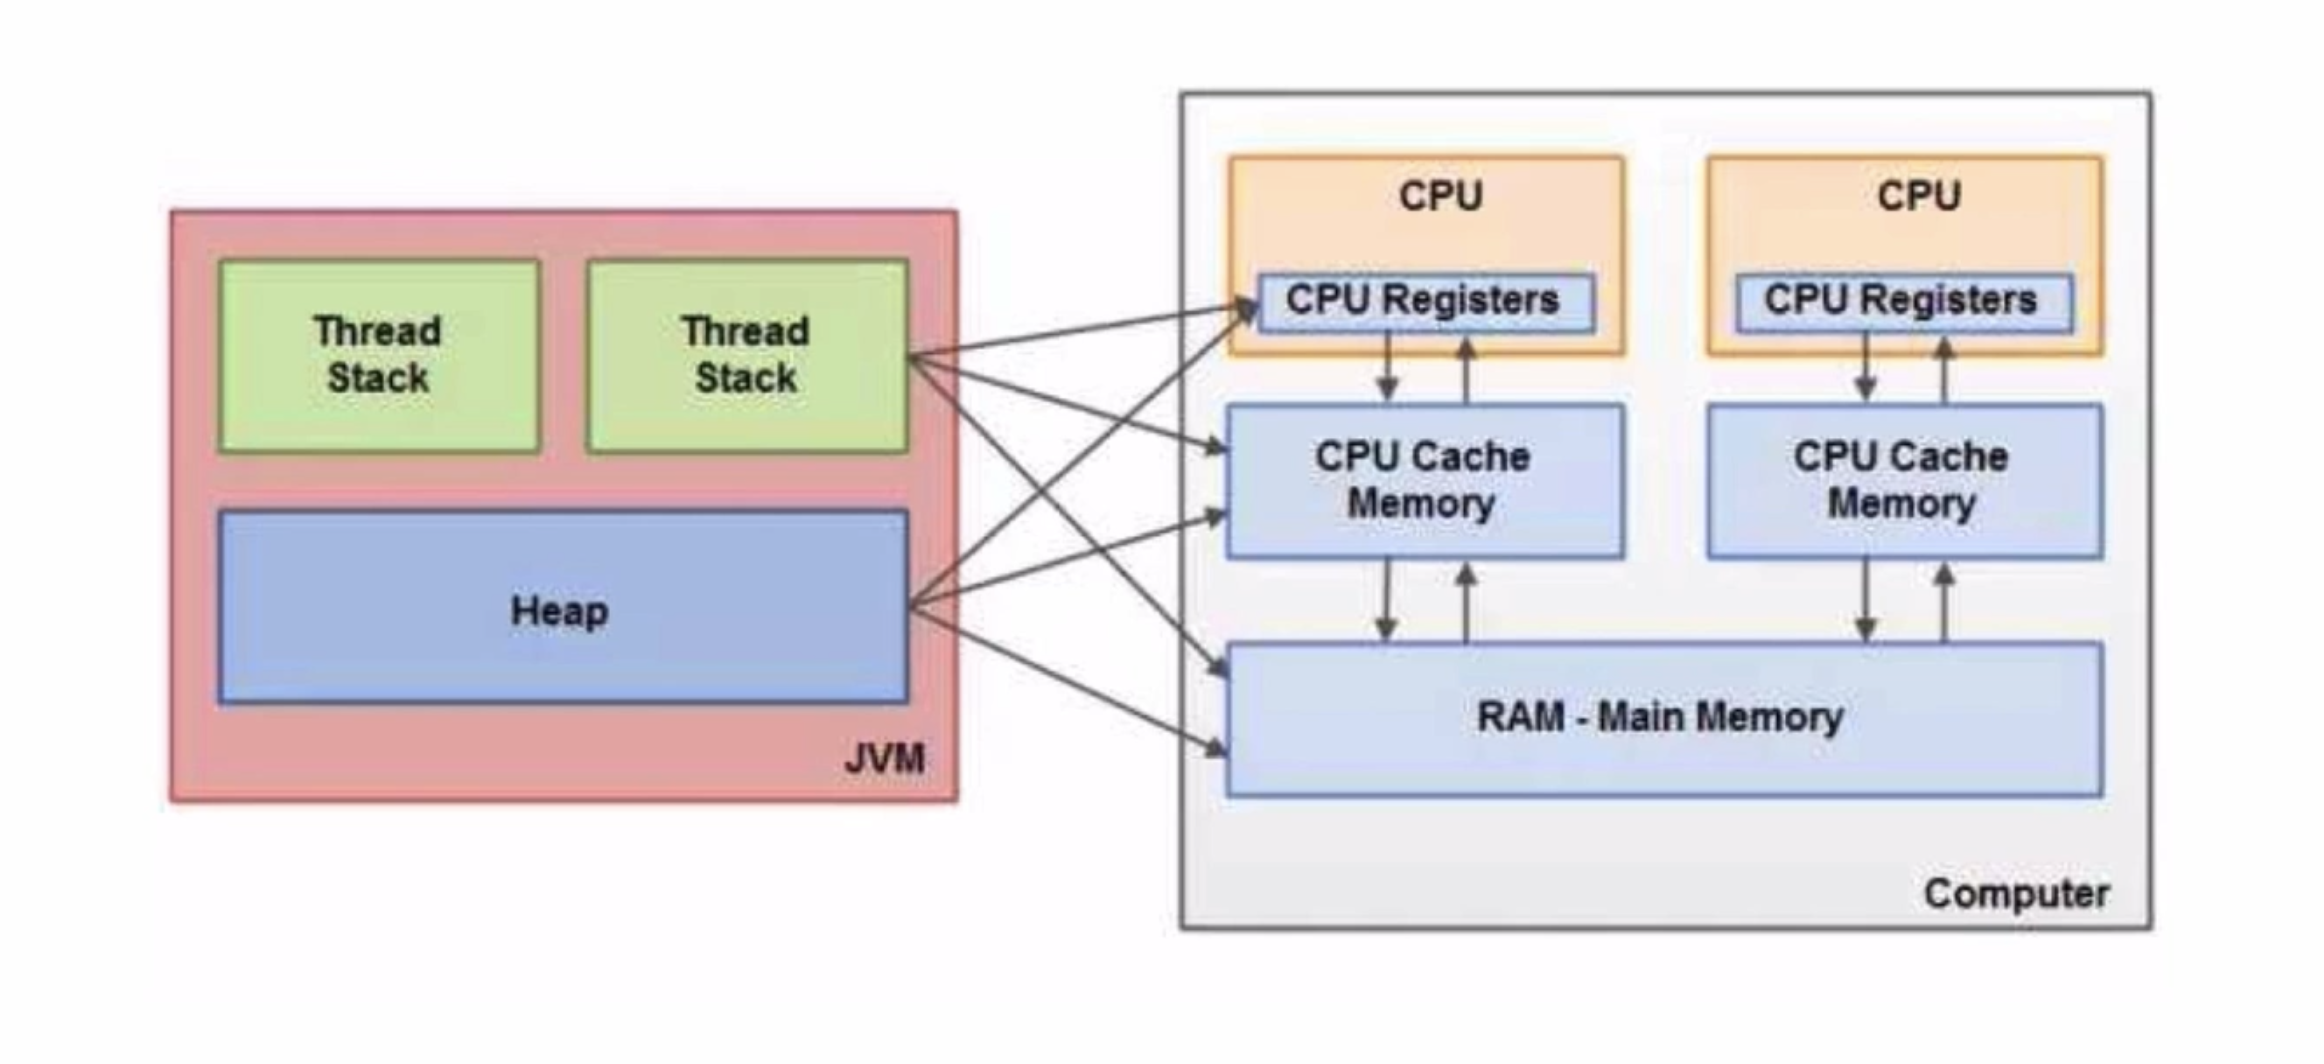 Thread
Stack
Thread
Stack
Heap
JVM
CPU
CPU Registers
CPU Cache
Memory
CPU
CPU Registers
CPU Cache
Memory
RAM - Main Memory
Computer